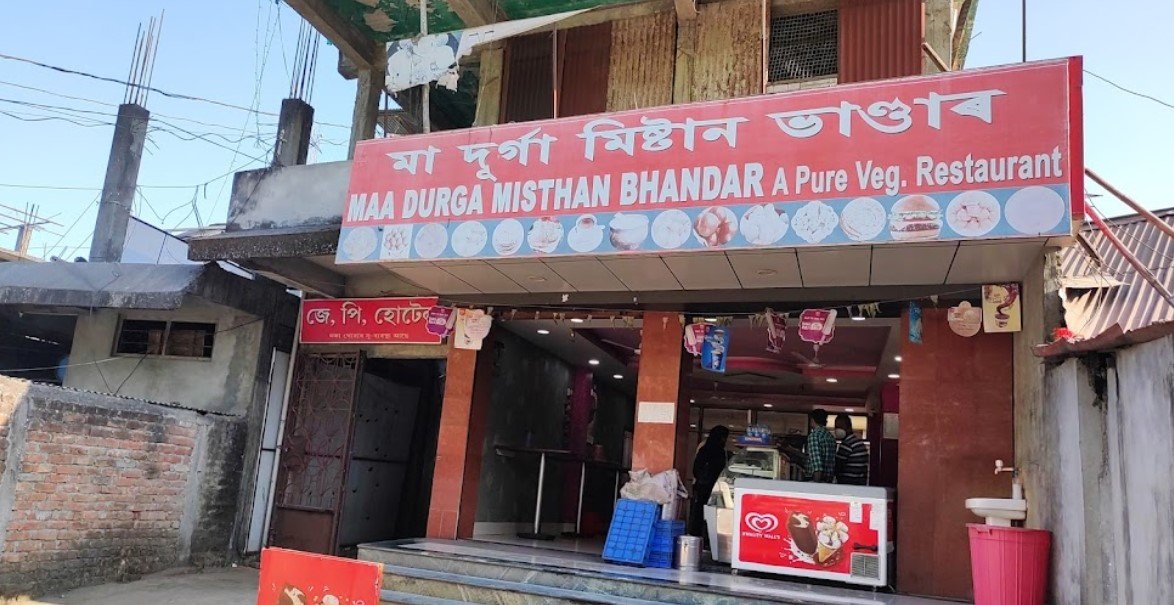 মা দুৰ্গা মিষ্টান ভাণ্ডাৰ
MAA DURGA MISTHAN BHANDAR A Pure Veg. Restaurant
জে, পি, হোটেল